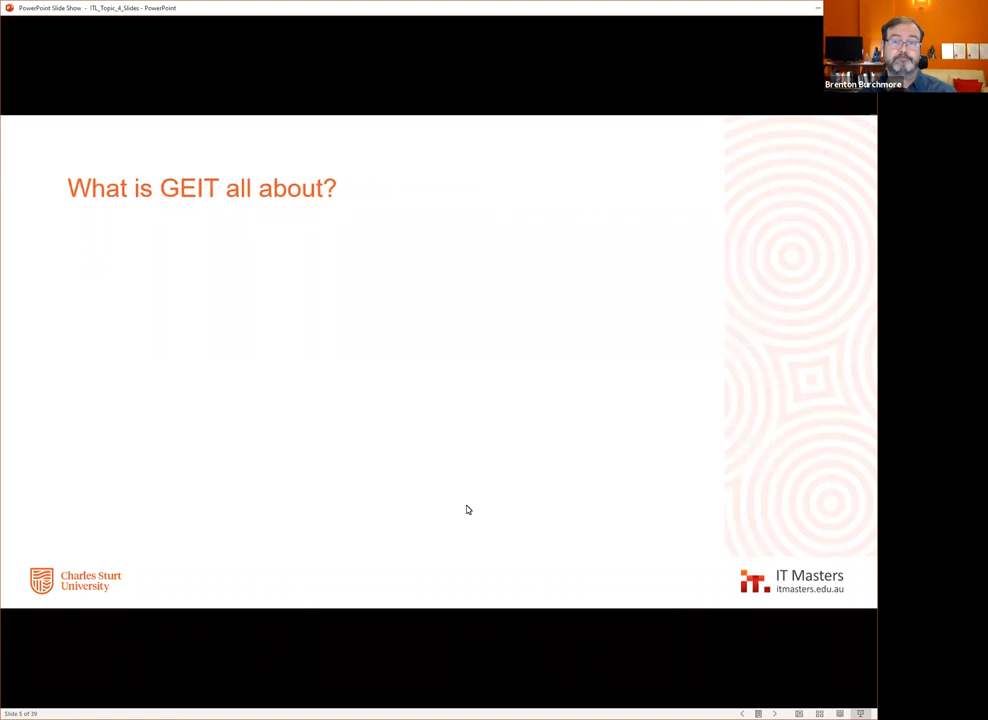 PowerPoint Slide Show - ITL_Topic_4_Slides - PowerPoint
Brenton Burchmore
What is GEIT all about?
Charles Sturt
University
IT Masters
itmasters.edu.au
Slide 5 of 39